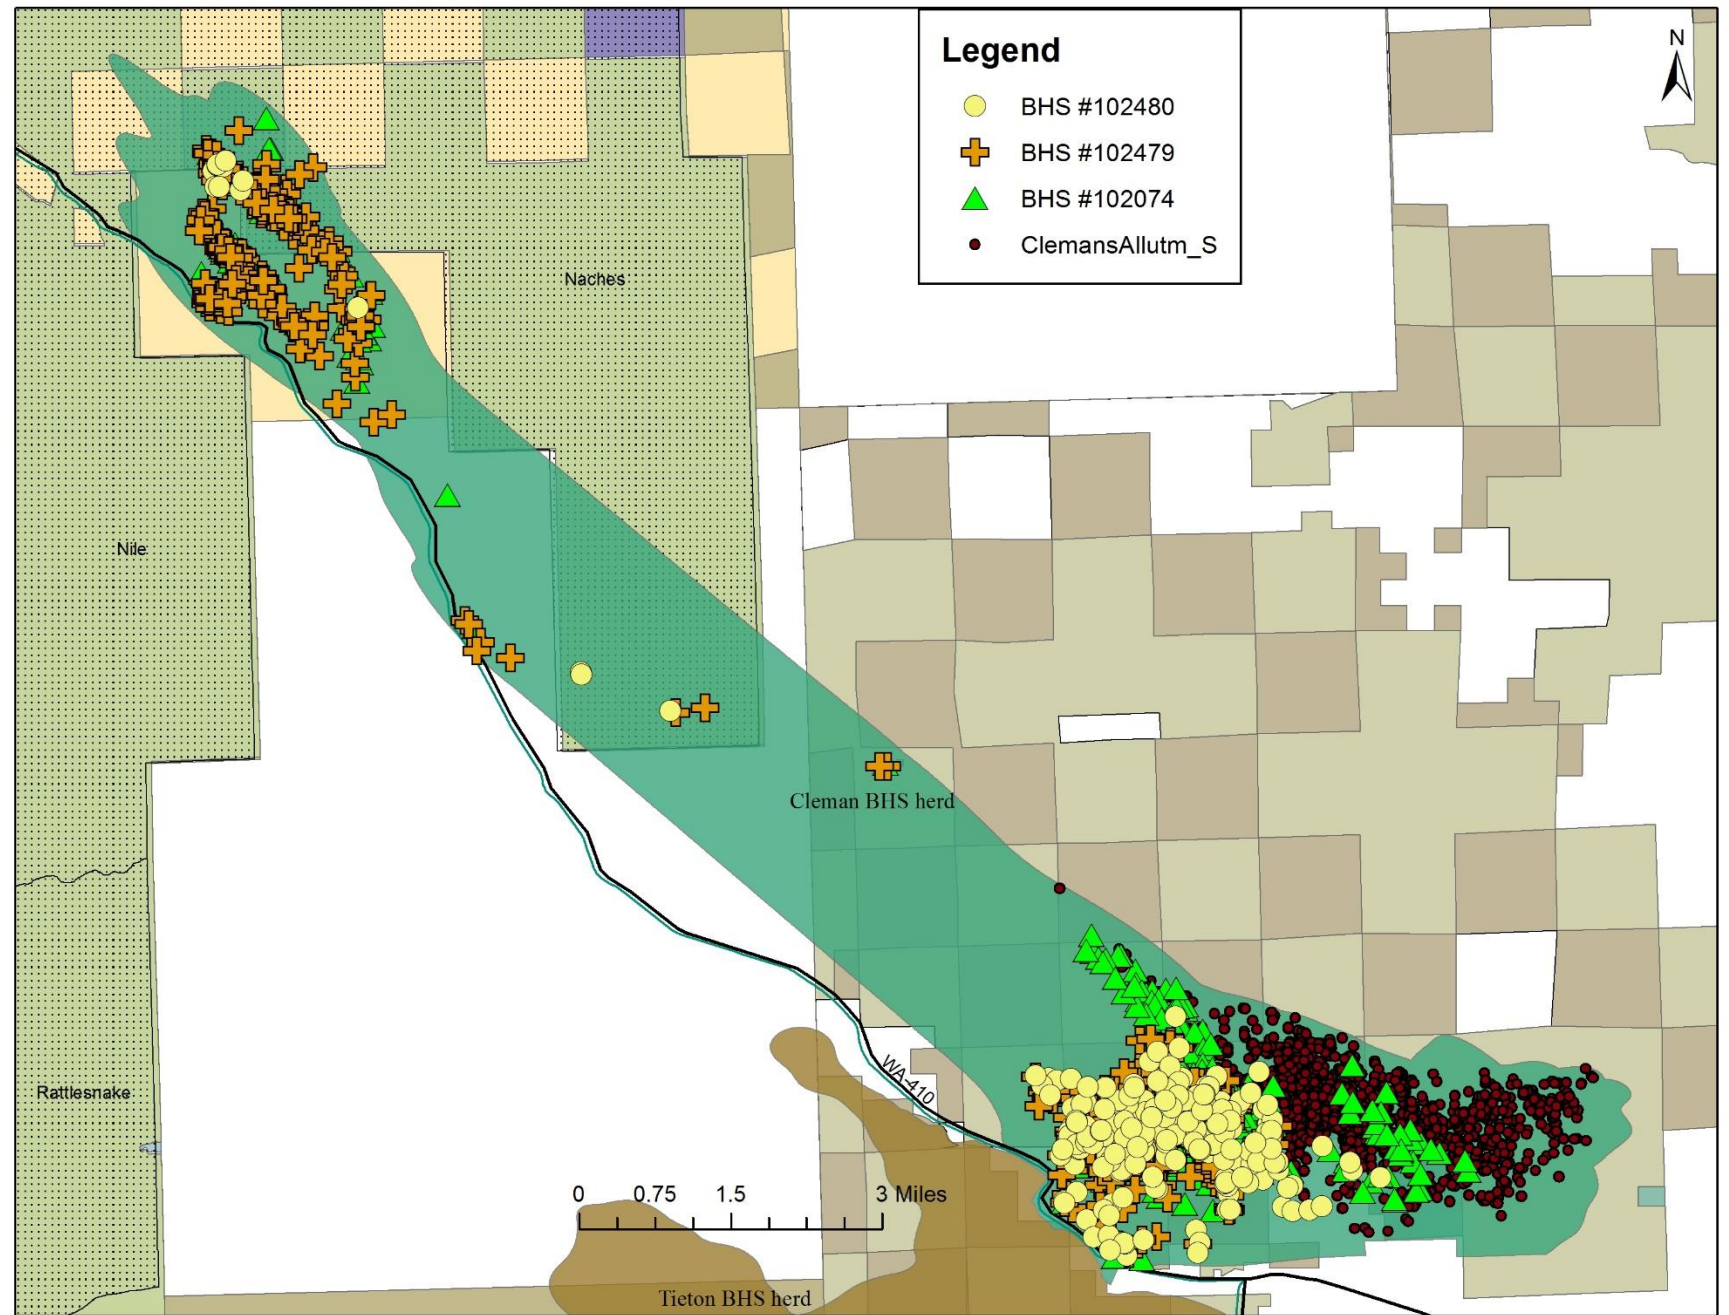 Legend
N
BHS #102480
BHS #102479
BHS #102074
ClemansAllutm_S
Naches
Nile
Cleman BHS herd
WA-410
Rattlesnake
0 0.75 1.5 3 Miles
Tieton BHS herd